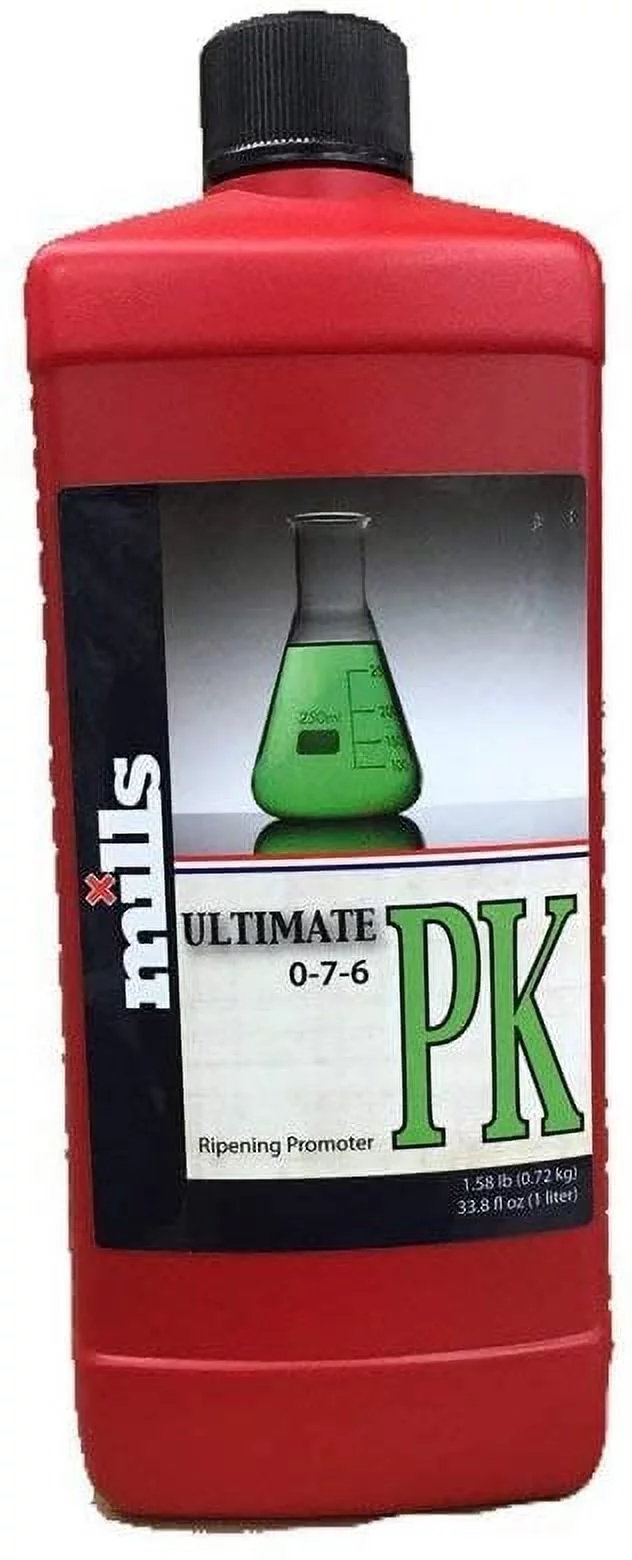 250ml
mills
ULTIMATE
0-7-6
PK
Ripening Promoter
1.58 lb (0.72 kg)
33.8 fl oz (1 liter)